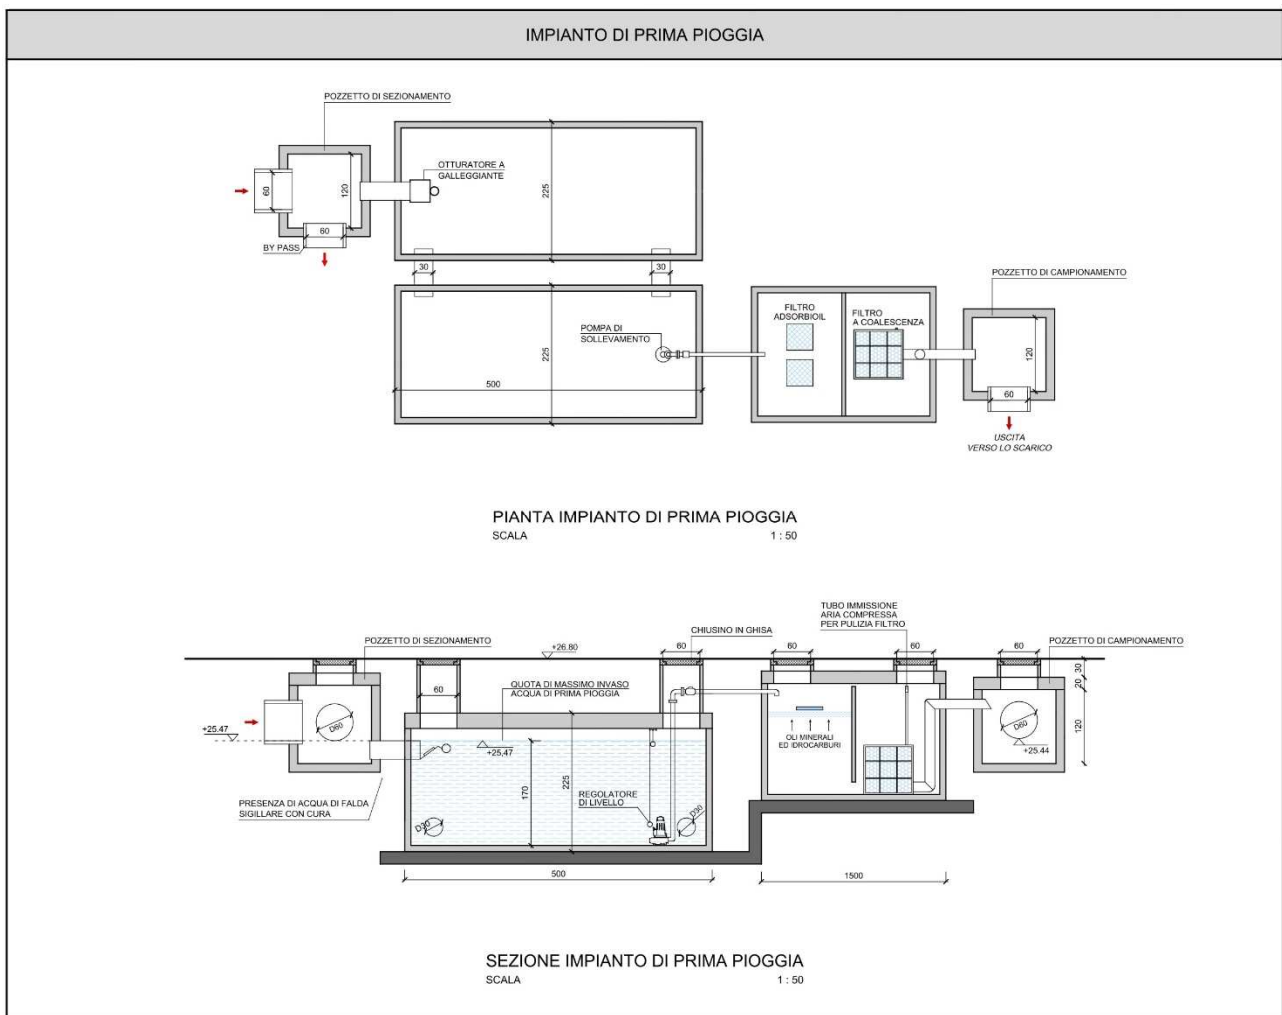 IMPIANTO DI PRIMA PIOGGIA
POZZETTO DI SEZIONAMENTO
OTTURATORE A
GALLEGGIANTE
60
120
225
60
BY PASS
30
30
POZZETTO DI CAMPIONAMENTO
FILTRO
ADSORBIOIL
FILTRO
A COALESCENZA
POMPA DI
SOLLEVAMENTO
225
120
500
60
USCITA
VERSO LO SCARICO
PIANTA IMPIANTO DI PRIMA PIOGGIA
SCALA 1 : 50
TUBO IMMISSIONE
ARIA COMPRESSA
PER PULIZIA FILTRO
CHIUSINO IN GHISA
POZZETTO DI SEZIONAMENTO
+26.80
60
60
60
60
POZZETTO DI CAMPIONAMENTO
30
20
120
60
QUOTA DI MASSIMO INVASO
ACQUA DI PRIMA PIOGGIA
+25.47
D60
+25,47
OLI MINERALI
ED IDROCARBURI
D60
+25.44
170
225
REGOLATORE
DI LIVELLO
PRESENZA DI ACQUA DI FALDA
SIGILLARE CON CURA
D30
D30
500
1500
SEZIONE IMPIANTO DI PRIMA PIOGGIA
SCALA 1 : 50